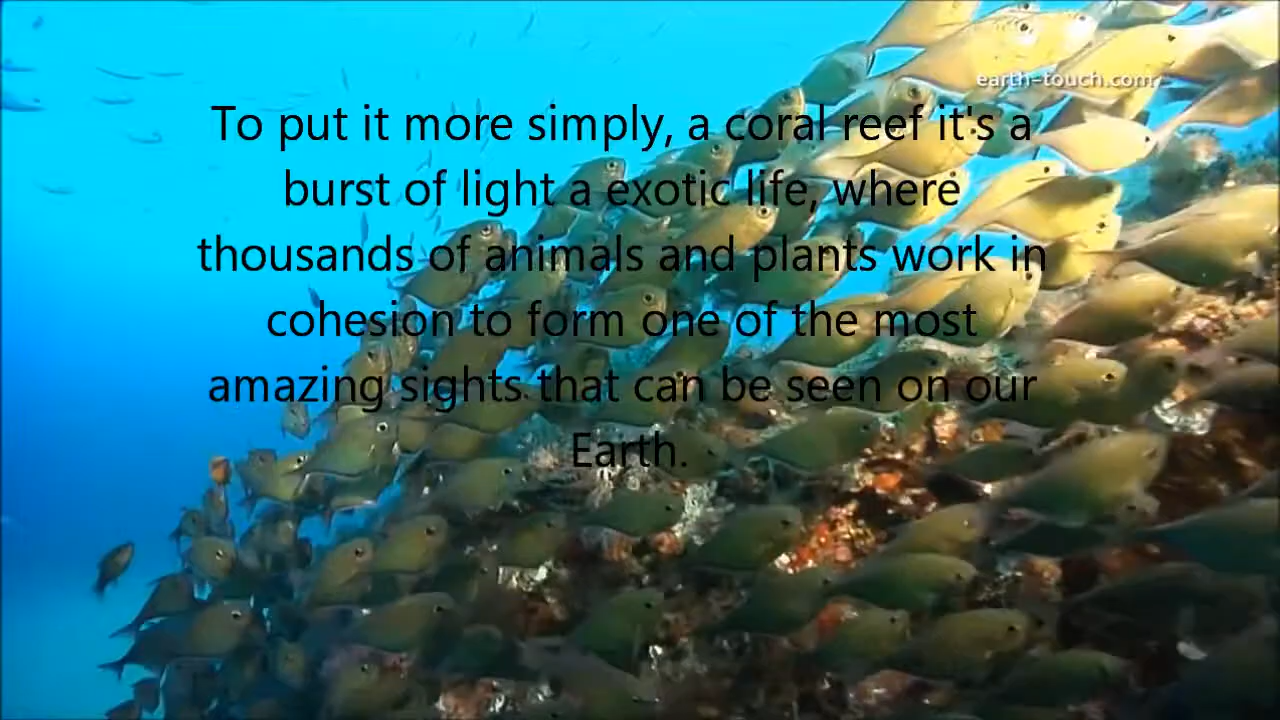 earth-touch.com
To put it more simply, a coral reef it's a
burst of light a exotic life, where
thousands of animals and plants work in
cohesion to form one of the most
amazing sights that can be seen on our
Earth.